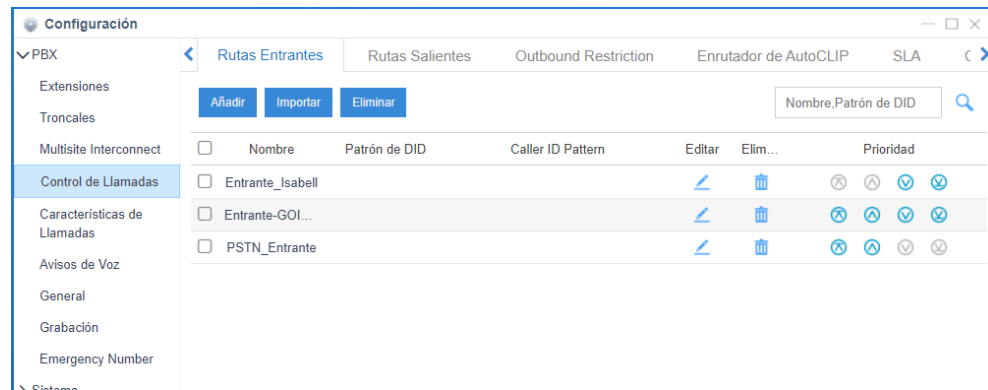 Configuración
PBX
Rutas Entrantes Rutas Salientes Outbound Restriction Enrutador de AutoCLIP SLA
Extensiones
Troncales
Multisite Interconnect
Control de Llamadas
Características de
Llamadas
Avisos de Voz
General
Grabación
Emergency Number
Sistema
Añadir Importar Eliminar Nombre,Patrón de DID
Nombre Patrón de DID Caller ID Pattern Editar Elim... Prioridad
Entrante_Isabell
Entrante-GOI...
PSTN_Entrante